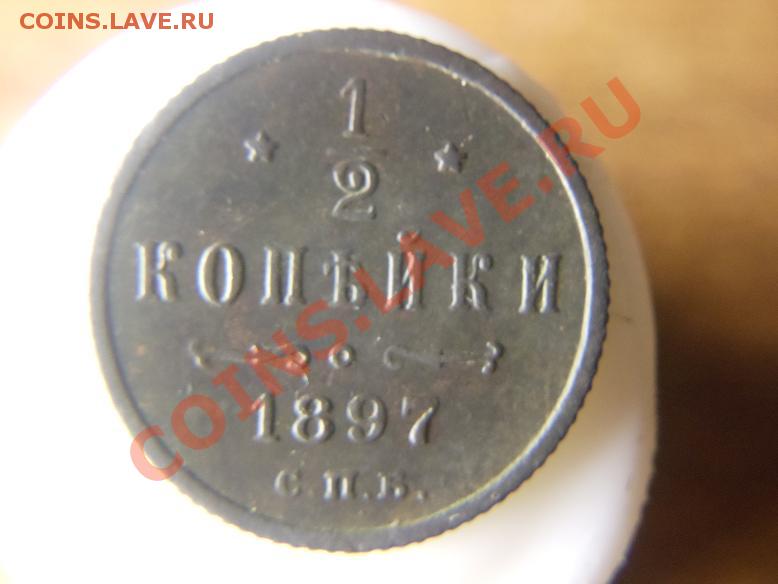 COINS.LAVE.RU
1
2
КОПѢЙКИ
1897
С.П.Б.
COINS.LAVE.RU